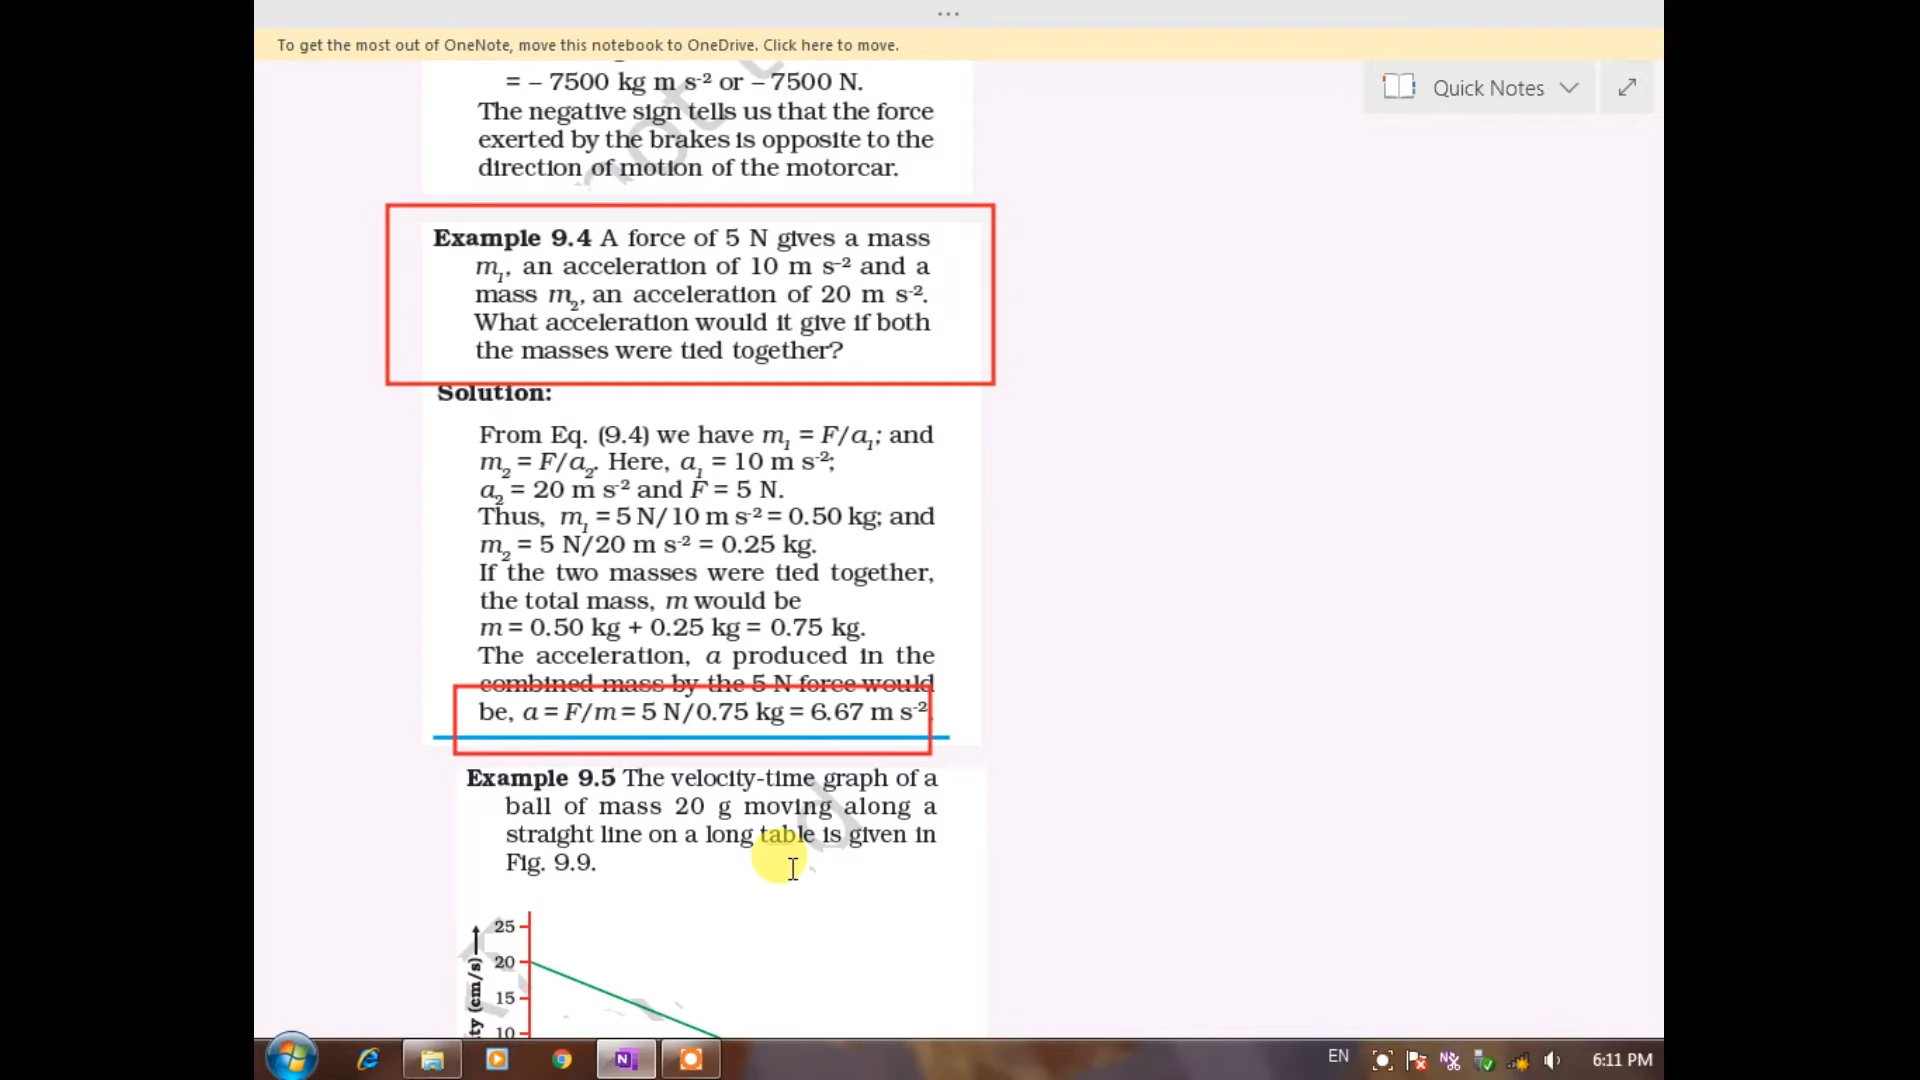 ...
To get the most out of OneNote, move this notebook to OneDrive. Click here to move.
Quick Notes
= – 7500 kg m s-2 or – 7500 N.
The negative sign tells us that the force
exerted by the brakes is opposite to the
direction of motion of the motorcar.
Example 9.4 A force of 5 N gives a mass
m1, an acceleration of 10 m s–2 and a
mass m2, an acceleration of 20 m s-2.
What acceleration would it give if both
the masses were tied together?
Solution:
From Eq. (9.4) we have m1 = F/a1; and
m2 = F/a2. Here, a1 = 10 m s-2;
a2 = 20 m s-2 and F = 5 N.
Thus, m1 = 5 N/10 m s-2 = 0.50 kg; and
m2 = 5 N/20 m s-2 = 0.25 kg.
If the two masses were tied together,
the total mass, m would be
m = 0.50 kg + 0.25 kg = 0.75 kg.
The acceleration, a produced in the
combined mass by the 5 N force would
be, a = F/m = 5 N/0.75 kg = 6.67 m s-2.
Example 9.5 The velocity-time graph of a
ball of mass 20 g moving along a
straight line on a long table is given in
Fig. 9.9.
25
20
15
10
(cm/s)
EN
6:11 PM